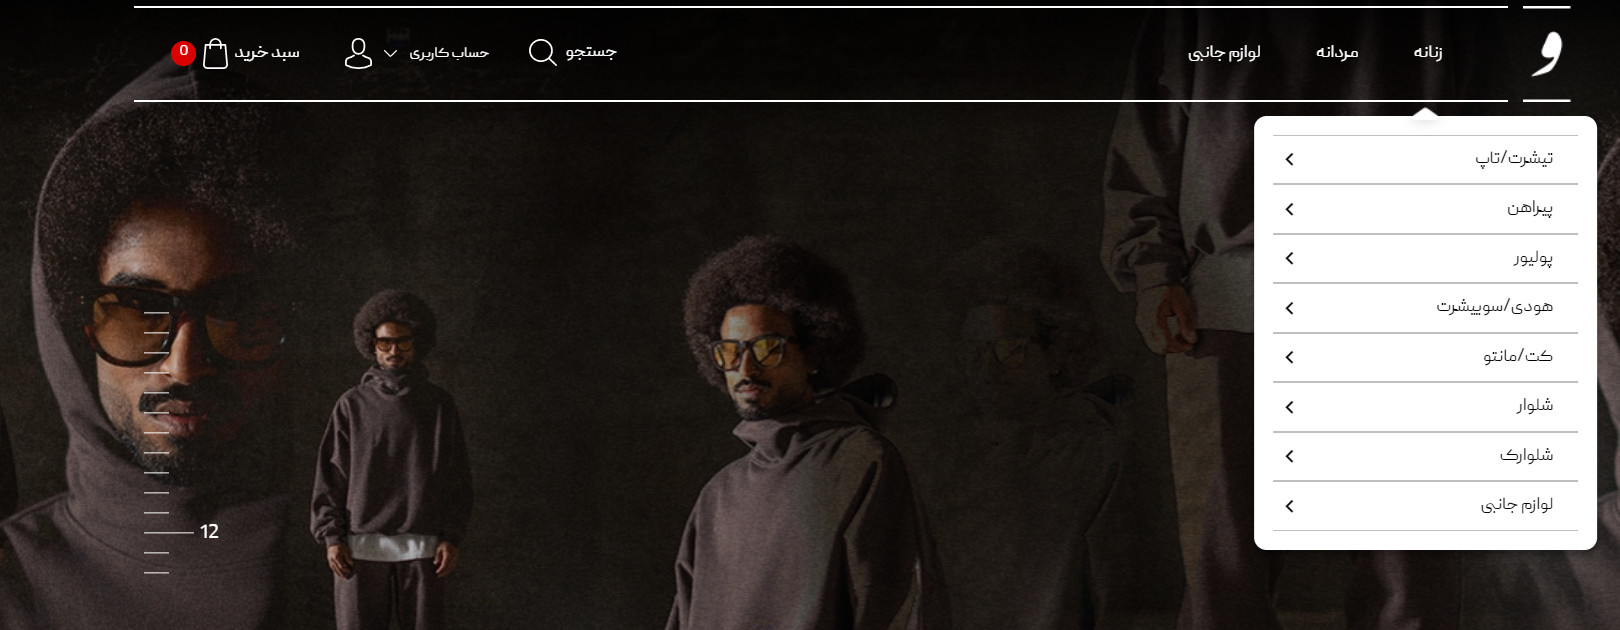 و
زنانه
مردانه
لوازم جانبی
جستجو
حساب کاربری
سبد خرید
0
تیشرت/تاپ
پیراهن
پولیور
هودی/سوییشرت
کت/مانتو
شلوار
شلوارک
لوازم جانبی
12